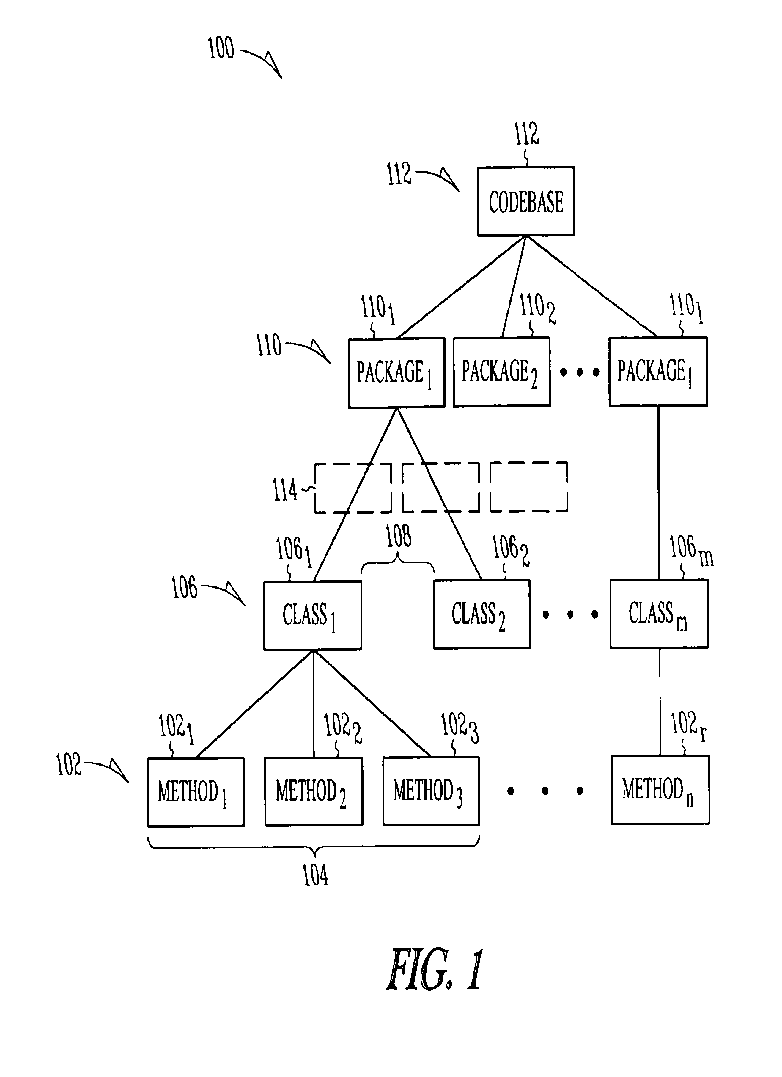 100
112
112
CODEBASE
110₁
110₂
110₁
110
PACKAGE₁
PACKAGE₂
• • •
PACKAGE₁
114
108
106₁
106₂
106ₘ
106
CLASS₁
CLASS₂
• • •
CLASSₘ
102₁
102₂
102₃
102ᵣ
102
METHOD₁
METHOD₂
METHOD₃
• • •
METHODₙ
104
FIG. 1